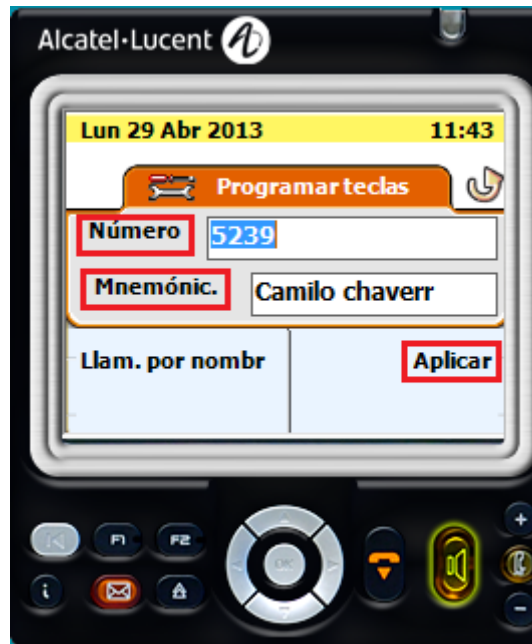 Alcatel·Lucent
Lun 29 Abr 2013 11:43
Programar teclas
Número 5239
Mnemónic. Camilo chaverr
Llam. por nombr Aplicar
F1 F2 OK +
i -